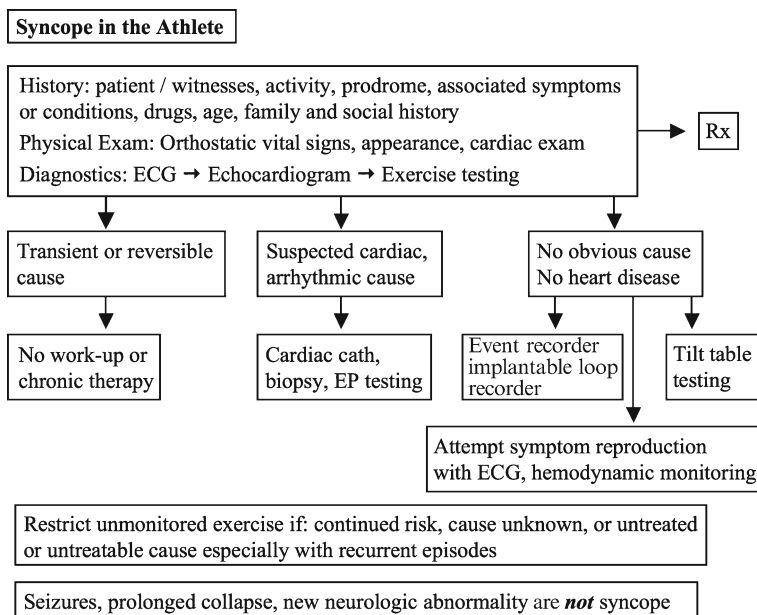 Syncope in the Athlete
History: patient / witnesses, activity, prodrome, associated symptoms
or conditions, drugs, age, family and social history
Physical Exam: Orthostatic vital signs, appearance, cardiac exam
Diagnostics: ECG → Echocardiogram → Exercise testing
Rx
Transient or reversible
cause
Suspected cardiac,
arrhythmic cause
No obvious cause
No heart disease
No work-up or
chronic therapy
Cardiac cath,
biopsy, EP testing
Event recorder
implantable loop
recorder
Tilt table
testing
Attempt symptom reproduction
with ECG, hemodynamic monitoring
Restrict unmonitored exercise if: continued risk, cause unknown, or untreated
or untreatable cause especially with recurrent episodes
Seizures, prolonged collapse, new neurologic abnormality are not syncope